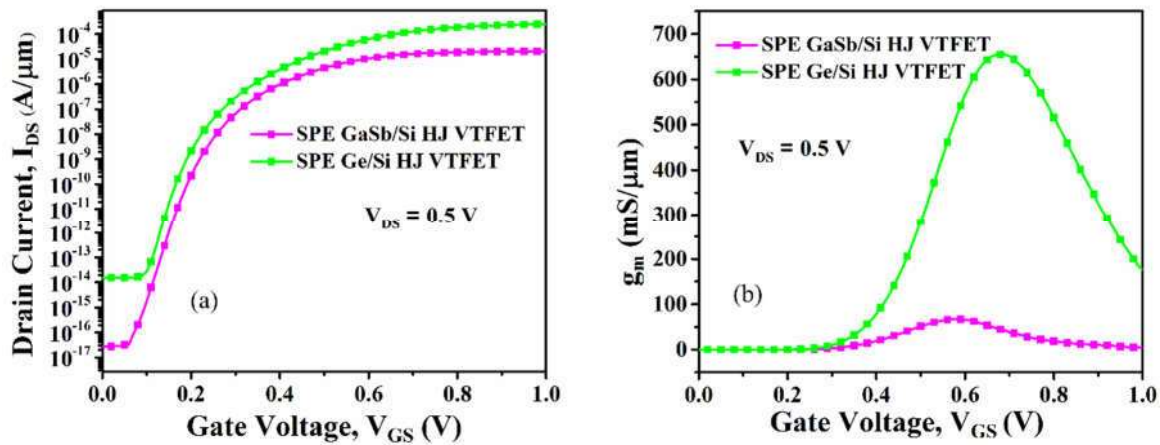 Drain Current, I_DS (A/μm)
10^-4
10^-5
10^-6
10^-7
10^-8
10^-9
10^-10
10^-11
10^-12
10^-13
10^-14
10^-15
10^-16
10^-17
SPE GaSb/Si HJ VTFET
SPE Ge/Si HJ VTFET
V_DS = 0.5 V
(a)
0.0 0.2 0.4 0.6 0.8 1.0
Gate Voltage, V_GS (V)
g_m (mS/μm)
700
600
500
400
300
200
100
0
SPE GaSb/Si HJ VTFET
SPE Ge/Si HJ VTFET
V_DS = 0.5 V
(b)
0.0 0.2 0.4 0.6 0.8 1.0
Gate Voltage, V_GS (V)